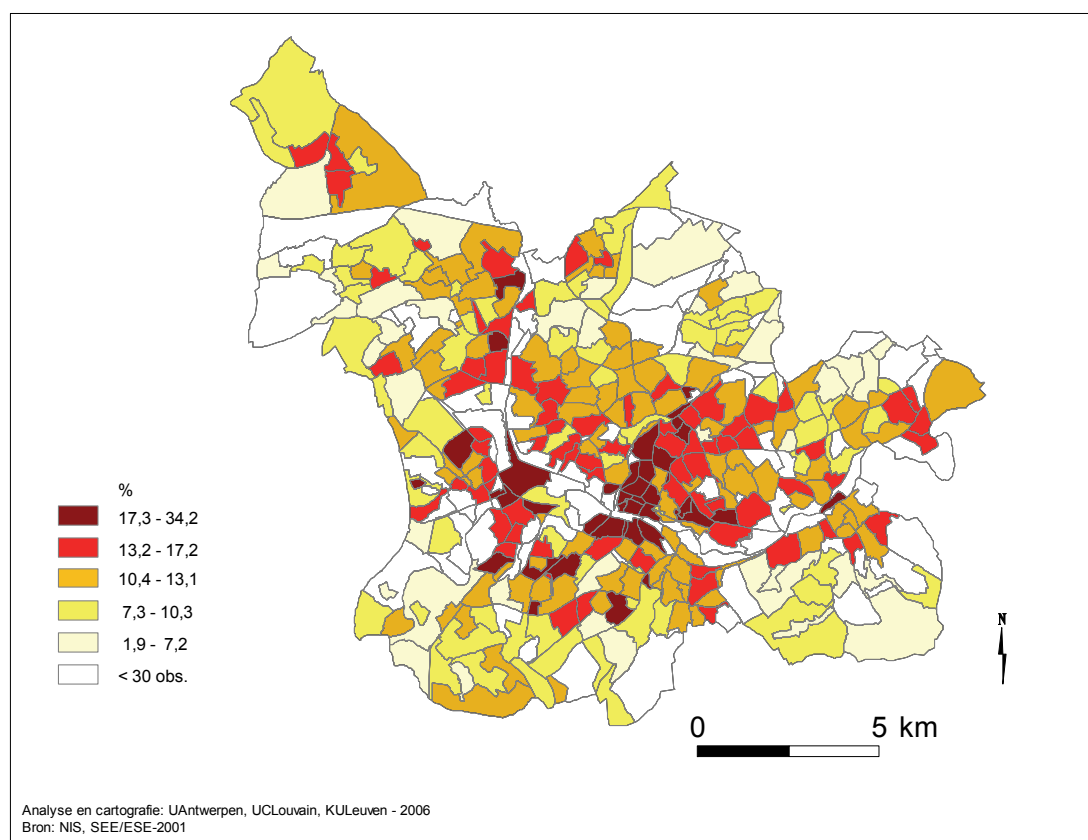 %
17,3 - 34,2
13,2 - 17,2
10,4 - 13,1
7,3 - 10,3
1,9 - 7,2
< 30 obs.
N
0 5 km
Analyse en cartografie: UAntwerpen, UCLouvain, KULeuven - 2006
Bron: NIS, SEE/ESE-2001